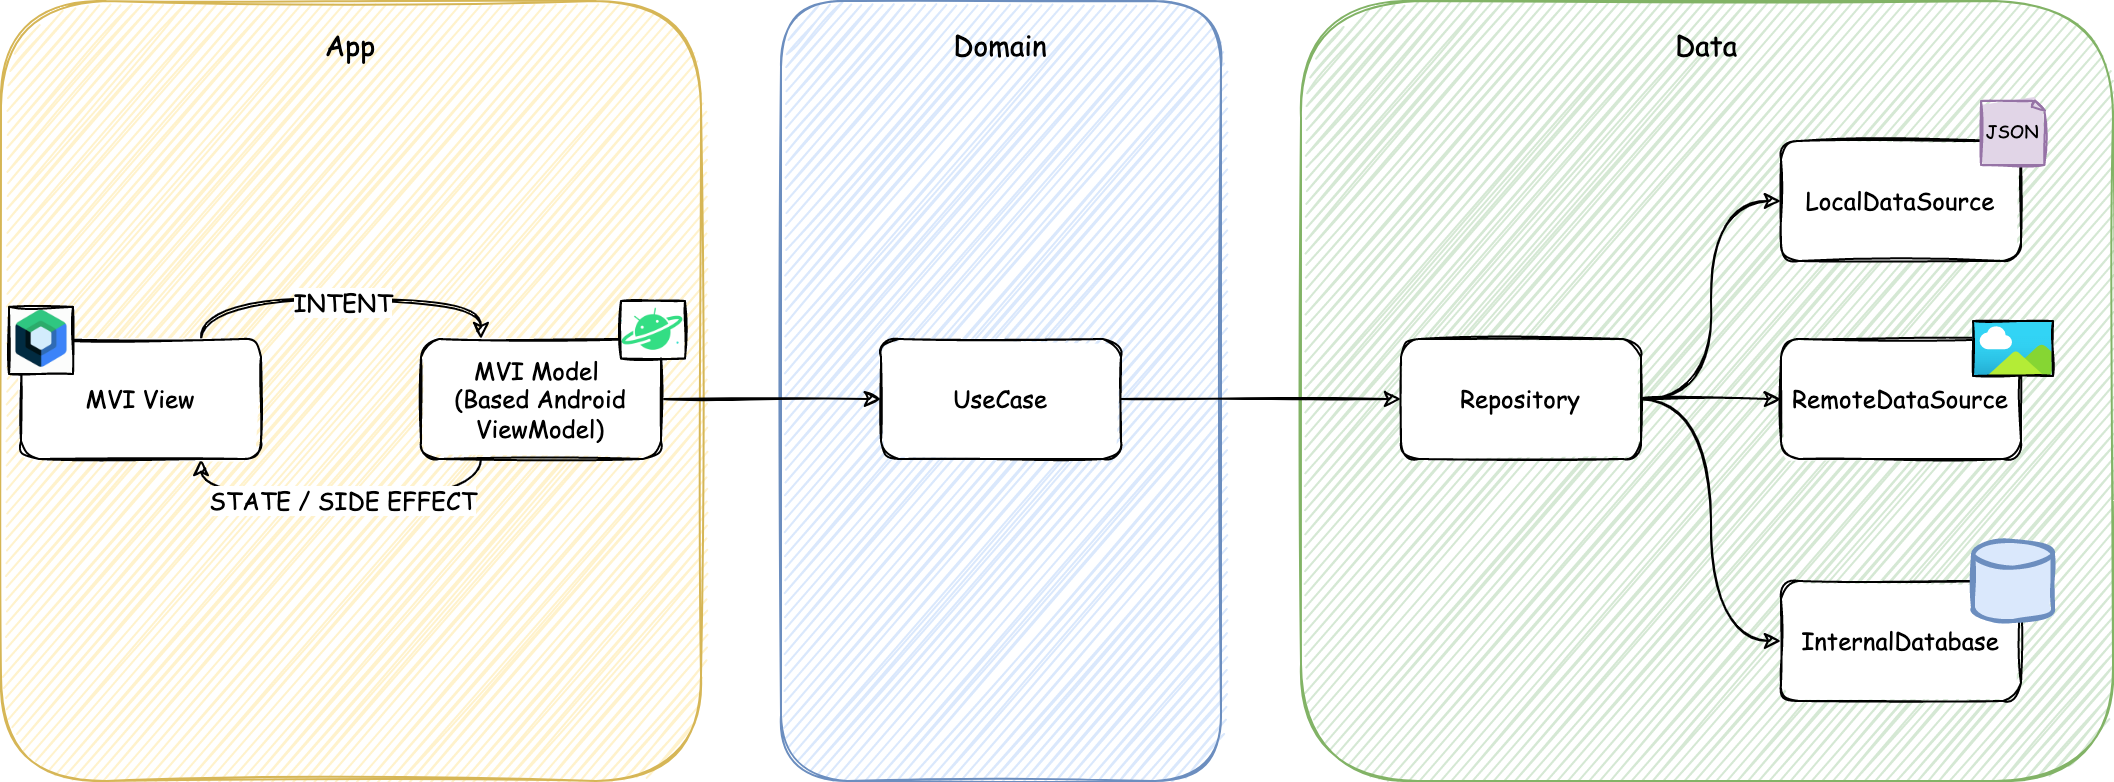 App
MVI View
INTENT
MVI Model
(Based Android
ViewModel)
STATE / SIDE EFFECT
Domain
UseCase
Data
Repository
JSON
LocalDataSource
RemoteDataSource
InternalDatabase